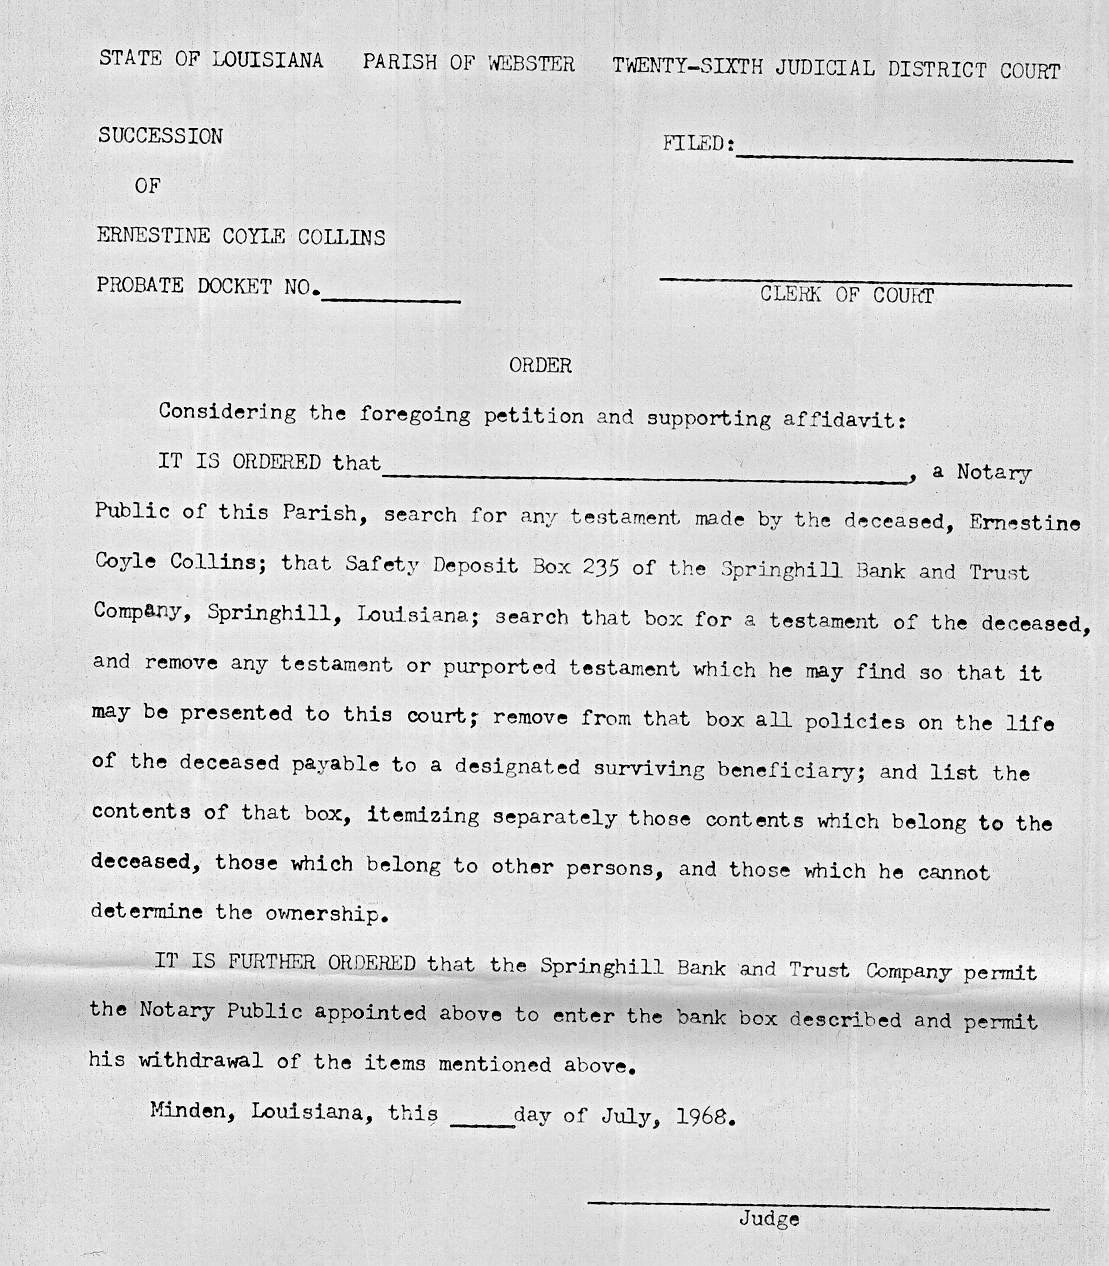 STATE OF LOUISIANA PARISH OF WEBSTER TWENTY-SIXTH JUDICIAL DISTRICT COURT
SUCCESSION
FILED:
OF
ERNESTINE COYLE COLLINS
PROBATE DOCKET NO.
CLERK OF COURT
ORDER
Considering the foregoing petition and supporting affidavit:
IT IS ORDERED that , a Notary
Public of this Parish, search for any testament made by the deceased, Ernestine
Coyle Collins; that Safety Deposit Box 235 of the Springhill Bank and Trust
Company, Springhill, Louisiana; search that box for a testament of the deceased,
and remove any testament or purported testament which he may find so that it
may be presented to this court; remove from that box all policies on the life
of the deceased payable to a designated surviving beneficiary; and list the
contents of that box, itemizing separately those contents which belong to the
deceased, those which belong to other persons, and those which he cannot
determine the ownership.
IT IS FURTHER ORDERED that the Springhill Bank and Trust Company permit
the Notary Public appointed above to enter the bank box described and permit
his withdrawal of the items mentioned above.
Minden, Louisiana, this day of July, 1968.
Judge